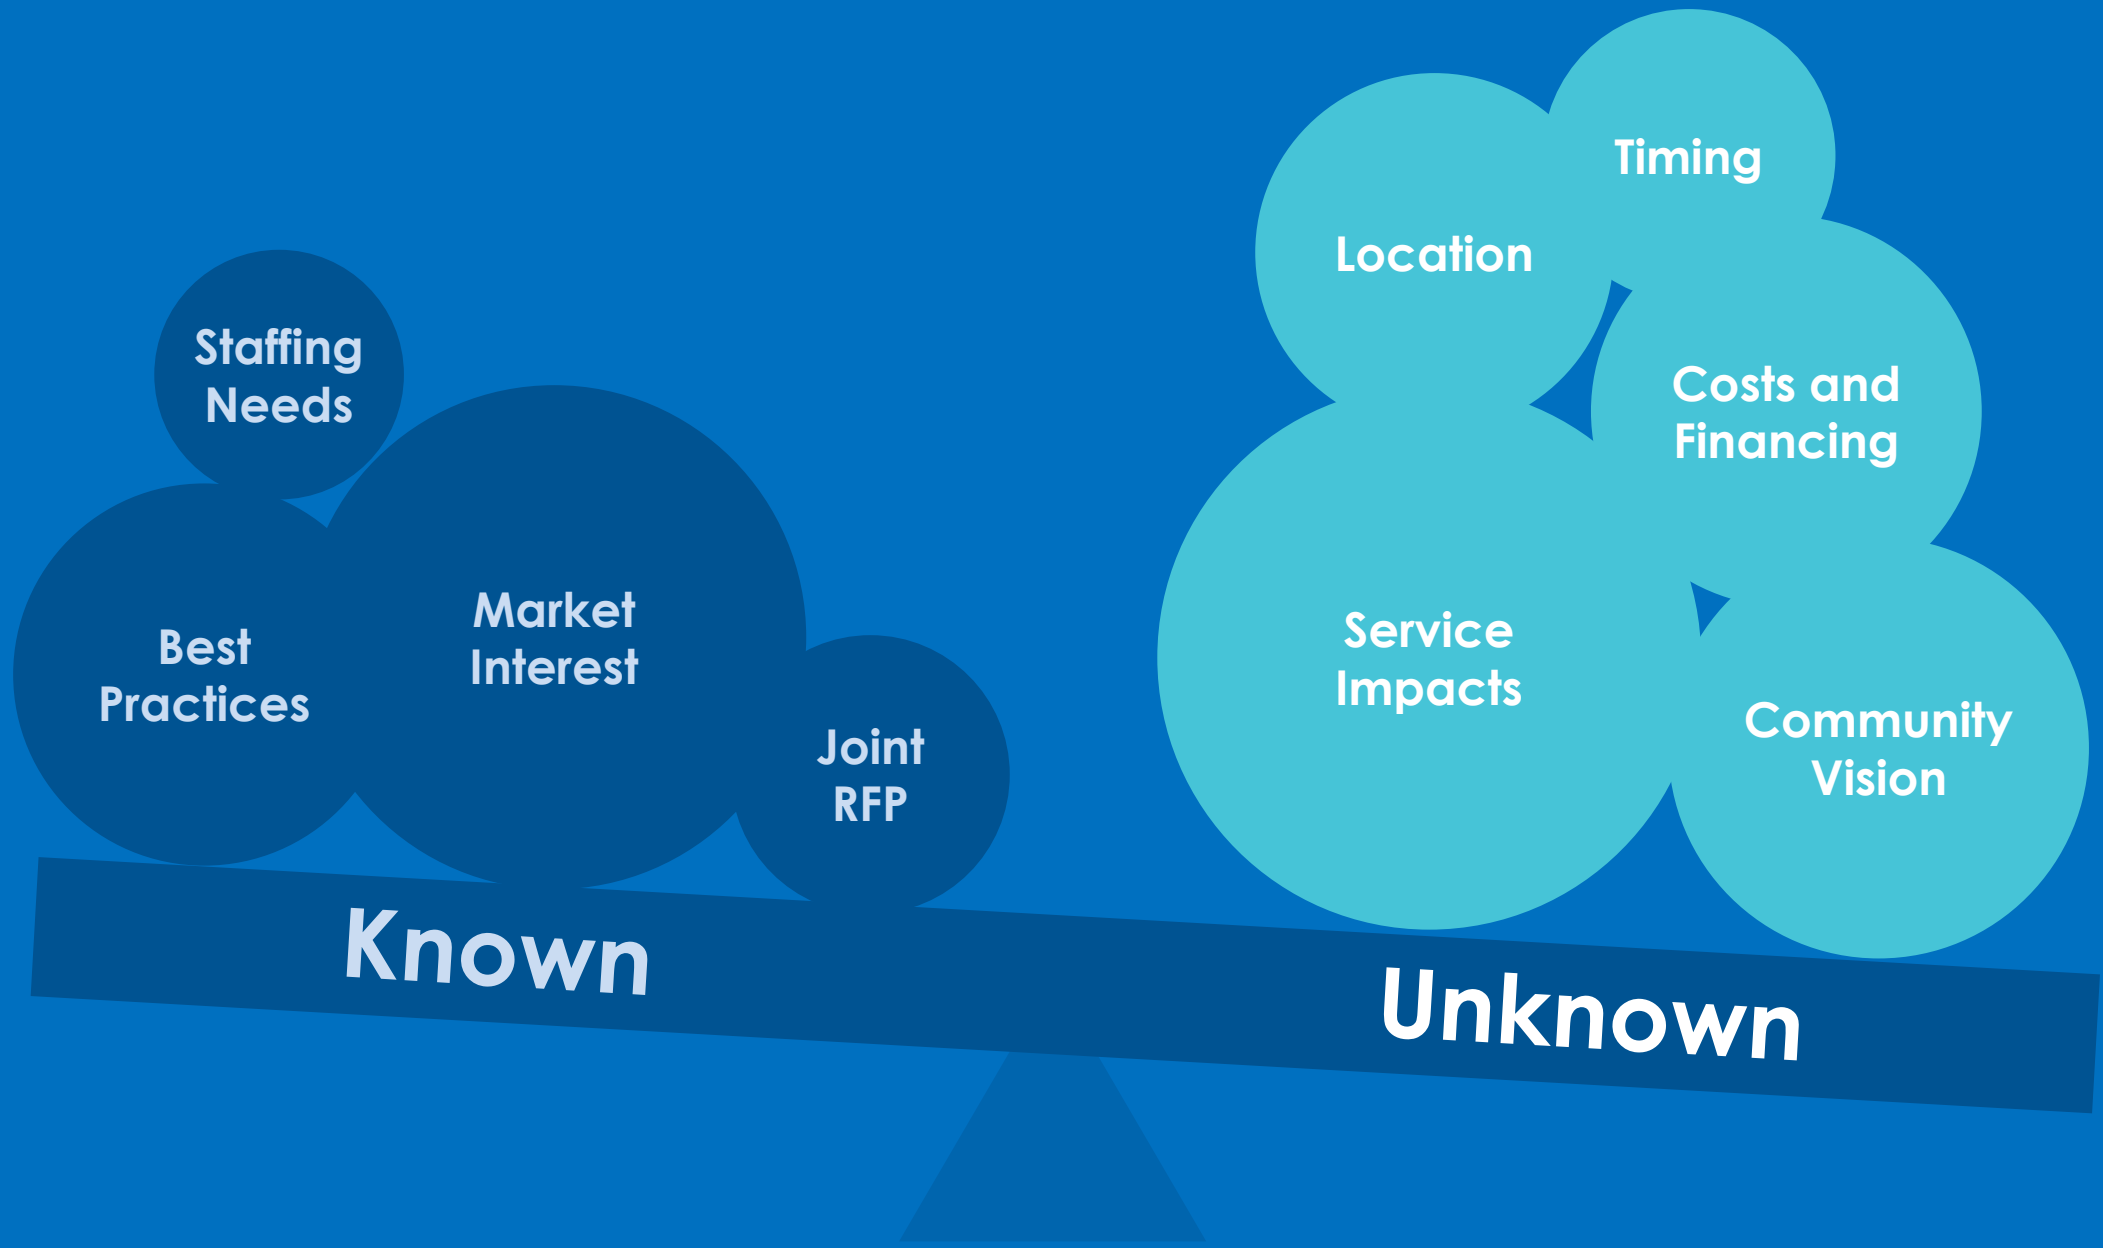 Staffing
Needs
Best
Practices
Market
Interest
Joint
RFP
Known
Timing
Location
Costs and
Financing
Service
Impacts
Community
Vision
Unknown